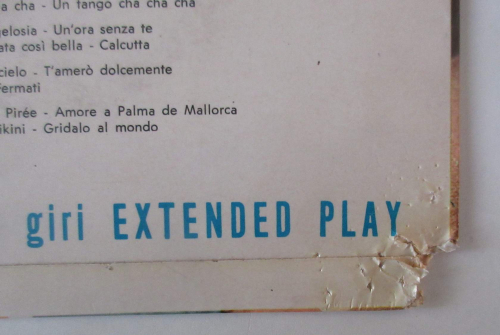 a cha - Un tango cha cha cha
gelosia - Un'ora senza te
ata così bella - Calcutta
cielo - T'amerò dolcemente
Fermati
Pirée - Amore a Palma de Mallorca
ikini - Gridalo al mondo
giri EXTENDED PLAY